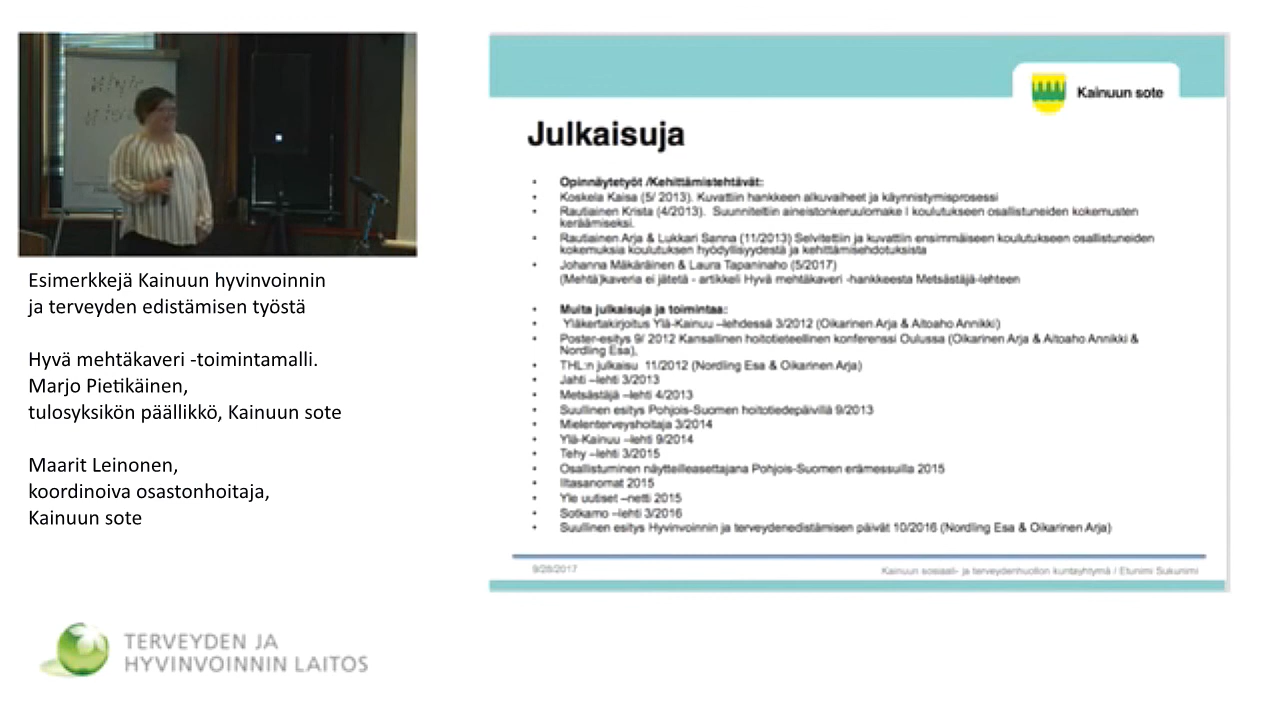 Esimerkkejä Kainuun hyvinvoinnin
ja terveyden edistämisen työstä
Hyvä mehtäkaveri -toimintamalli.
Marjo Pietikäinen,
tulosyksikön päällikkö, Kainuun sote
Maarit Leinonen,
koordinoiva osastonhoitaja,
Kainuun sote
TERVEYDEN JA
HYVINVOINNIN LAITOS
Kainuun sote
Julkaisuja
• Opinnäytetyöt /Kehittämistehtävät:
• Koskela Kaisa (5/ 2013). Kuvattiin hankkeen alkuvaiheet ja käynnistymisprosessi
• Rautiainen Krista (4/2013). Suunniteltiin aineistonkeruulomake I koulutukseen osallistuneiden kokemusten
keräämiseksi.
• Rautiainen Arja & Lukkari Sanna (11/2013) Selvitettiin ja kuvattiin ensimmäiseen koulutukseen osallistuneiden
kokemuksia koulutuksen hyödyllisyydestä ja kehittämisehdotuksista
• Johanna Mäkäräinen & Laura Tapaninaho (5/2017)
(Mehtä)kaveria ei jätetä - artikkeli Hyvä mehtäkaveri -hankkeesta Metsästäjä-lehteen
• Muita julkaisuja ja toimintaa:
• Yläkertakirjoitus Ylä-Kainuu –lehdessä 3/2012 (Oikarinen Arja & Aitoaho Annikki)
• Poster-esitys 9/ 2012 Kansallinen hoitotieteellinen konferenssi Oulussa (Oikarinen Arja & Aitoaho Annikki &
Nordling Esa),
• THL:n julkaisu 11/2012 (Nordling Esa & Oikarinen Arja)
• Jahti –lehti 3/2013
• Metsästäjä –lehti 4/2013
• Suullinen esitys Pohjois-Suomen hoitotiedepäivillä 9/2013
• Mielenterveyshoitaja 3/2014
• Ylä-Kainuu –lehti 9/2014
• Tehy –lehti 3/2015
• Osallistuminen näytteilleasettajana Pohjois-Suomen erämessuilla 2015
• Iltasanomat 2015
• Yle uutiset –netti 2015
• Sotkamo –lehti 3/2016
• Suullinen esitys Hyvinvoinnin ja terveydenedistämisen päivät 10/2016 (Nordling Esa & Oikarinen Arja)
9/28/2017
Kainuun sosiaali- ja terveydenhuollon kuntayhtymä / Etunimi Sukunimi